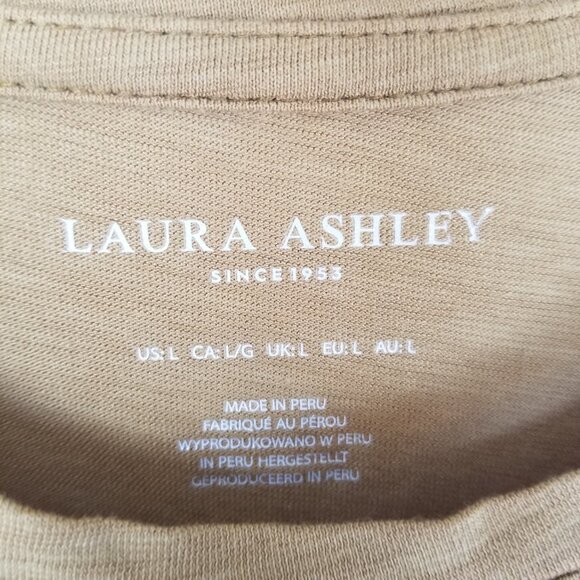 LAURA ASHLEY
SINCE 1953
US: L CA: L/G UK: L EU: L AU: L
MADE IN PERU
FABRIQUÉ AU PÉROU
WYPRODUKOWANO W PERU
IN PERU HERGESTELLT
GEPRODUCEERD IN PERU